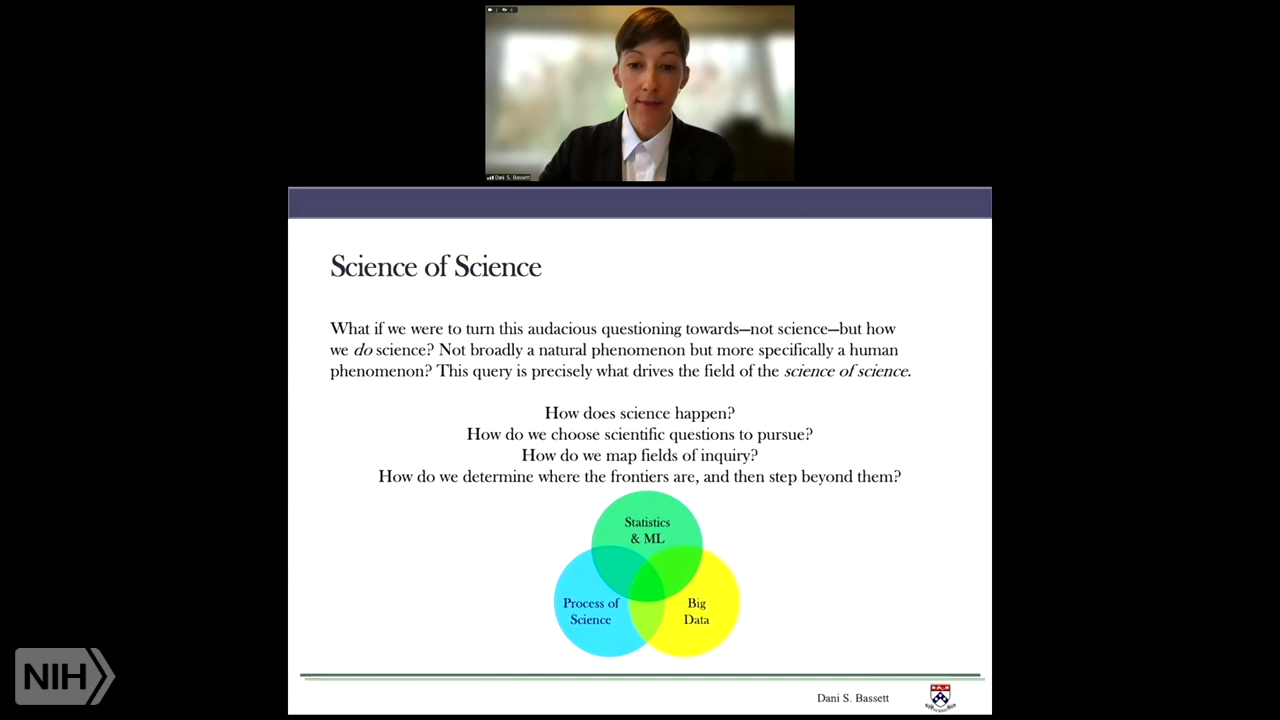 Dani S. Bassett
Science of Science
What if we were to turn this audacious questioning towards—not science—but how
we do science? Not broadly a natural phenomenon but more specifically a human
phenomenon? This query is precisely what drives the field of the science of science.
How does science happen?
How do we choose scientific questions to pursue?
How do we map fields of inquiry?
How do we determine where the frontiers are, and then step beyond them?
Statistics
& ML
Process of
Science
Big
Data
NIH
Dani S. Bassett